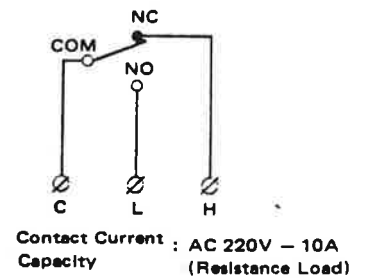 NC
COM
NO
C L H
Contact Current : AC 220V — 10A
Capacity (Resistance Load)